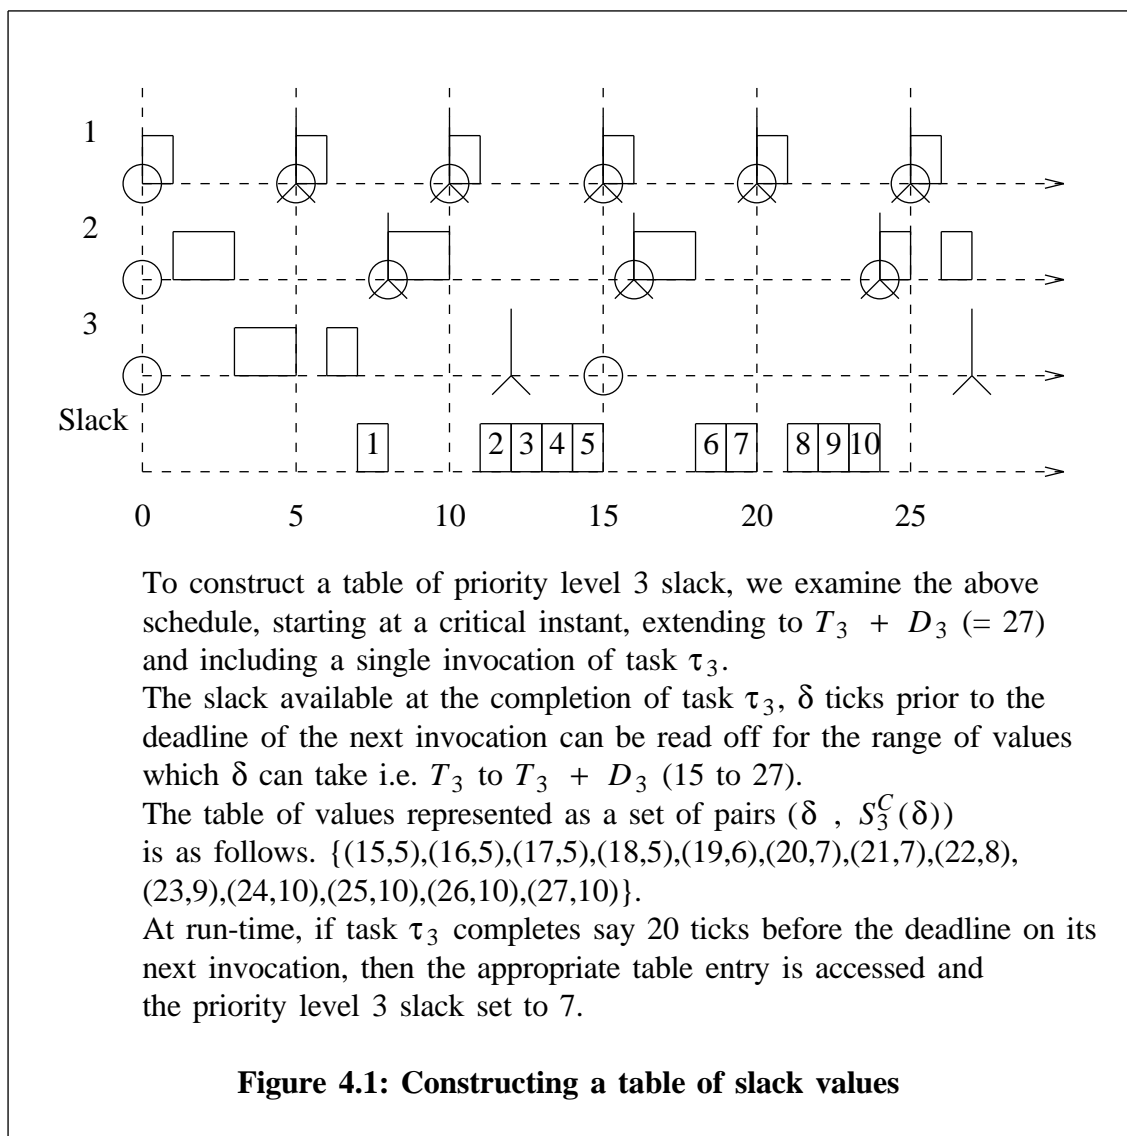 1
2
3
Slack
1 2 3 4 5 6 7 8 9 10
0 5 10 15 20 25
To construct a table of priority level 3 slack, we examine the above
schedule, starting at a critical instant, extending to T3 + D3 (= 27)
and including a single invocation of task τ3.
The slack available at the completion of task τ3, δ ticks prior to the
deadline of the next invocation can be read off for the range of values
which δ can take i.e. T3 to T3 + D3 (15 to 27).
The table of values represented as a set of pairs (δ , S3C(δ))
is as follows. {(15,5),(16,5),(17,5),(18,5),(19,6),(20,7),(21,7),(22,8),
(23,9),(24,10),(25,10),(26,10),(27,10)}.
At run-time, if task τ3 completes say 20 ticks before the deadline on its
next invocation, then the appropriate table entry is accessed and
the priority level 3 slack set to 7.
Figure 4.1: Constructing a table of slack values